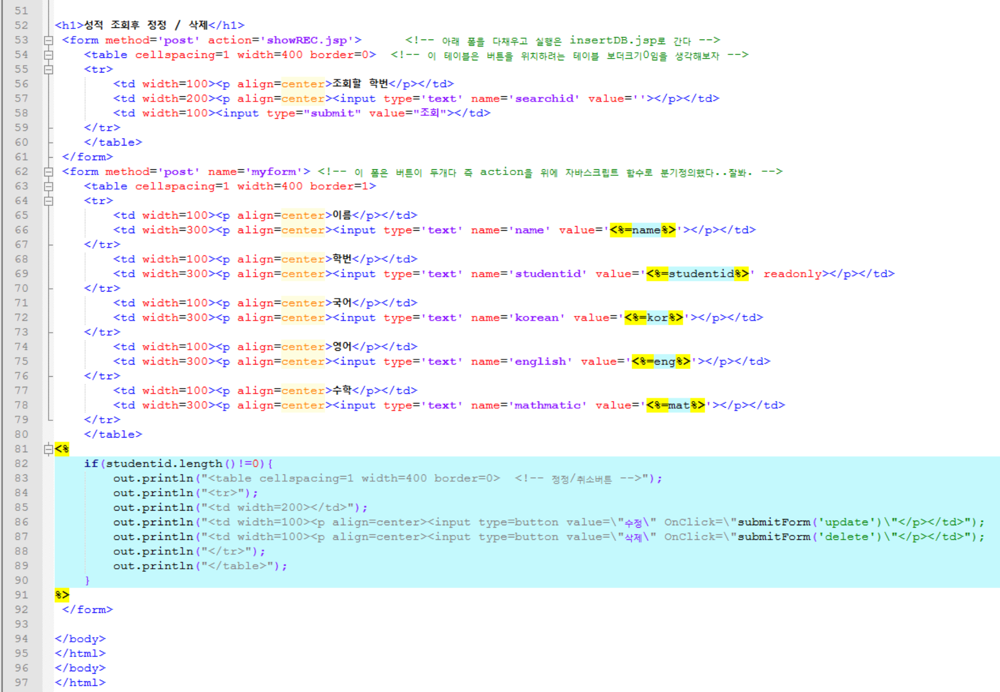 51
52 <h1>성적 조회후 정정 / 삭제</h1>
53 <form method='post' action='showREC.jsp'> <!-- 아래 폼을 다채우고 실행은 insertDB.jsp로 간다 -->
54 <table cellspacing=1 width=400 border=0> <!-- 이 테이블은 버튼을 위치하려는 테이블 보더크기0임을 생각해보자 -->
55 <tr>
56 <td width=100><p align=center>조회할 학번</p></td>
57 <td width=200><p align=center><input type='text' name='searchid' value=''></p></td>
58 <td width=100><input type="submit" value="조회"></td>
59 </tr>
60 </table>
61 </form>
62 <form method='post' name='myform'> <!-- 이 폼은 버튼이 두개다 즉 action을 위에 자바스크립트 함수로 분기정의했다..잘봐. -->
63 <table cellspacing=1 width=400 border=1>
64 <tr>
65 <td width=100><p align=center>이름</p></td>
66 <td width=300><p align=center><input type='text' name='name' value='<%=name%>'></p></td>
67 </tr>
68 <td width=100><p align=center>학번</p></td>
69 <td width=300><p align=center><input type='text' name='studentid' value='<%=studentid%>' readonly></p></td>
70 </tr>
71 <td width=100><p align=center>국어</p></td>
72 <td width=300><p align=center><input type='text' name='korean' value='<%=kor%>'></p></td>
73 </tr>
74 <td width=100><p align=center>영어</p></td>
75 <td width=300><p align=center><input type='text' name='english' value='<%=eng%>'></p></td>
76 </tr>
77 <td width=100><p align=center>수학</p></td>
78 <td width=300><p align=center><input type='text' name='mathmatic' value='<%=mat%>'></p></td>
79 </tr>
80 </table>
81 <%
82 if(studentid.length()!=0){
83 out.println("<table cellspacing=1 width=400 border=0> <!-- 정정/취소버튼 -->");
84 out.println("<tr>");
85 out.println("<td width=200></td>");
86 out.println("<td width=100><p align=center><input type=button value=\"수정\" OnClick=\"submitForm('update')\"</p></td>");
87 out.println("<td width=100><p align=center><input type=button value=\"삭제\" OnClick=\"submitForm('delete')\"</p></td>");
88 out.println("</tr>");
89 out.println("</table>");
90 }
91 %>
92 </form>
93
94 </body>
95 </html>
96 </body>
97 </html>